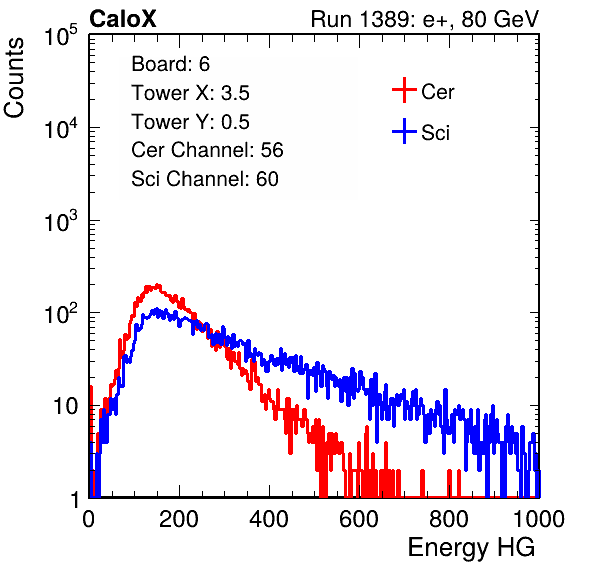 CaloX Run 1389: e+, 80 GeV
Board: 6
Tower X: 3.5
Tower Y: 0.5
Cer Channel: 56
Sci Channel: 60
Cer
Sci
Counts
10^5
10^4
10^3
10^2
10
1
0 200 400 600 800 1000
Energy HG